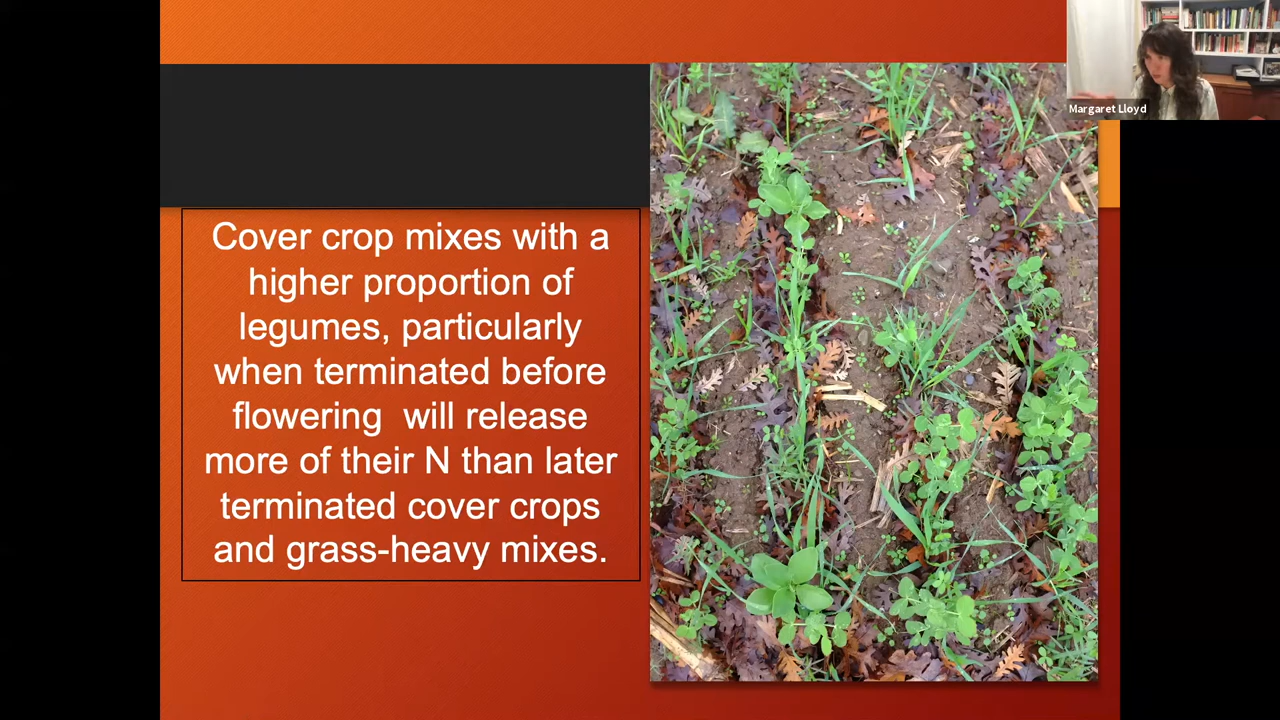 Margaret Lloyd
Cover crop mixes with a
higher proportion of
legumes, particularly
when terminated before
flowering  will release
more of their N than later
terminated cover crops
and grass-heavy mixes.